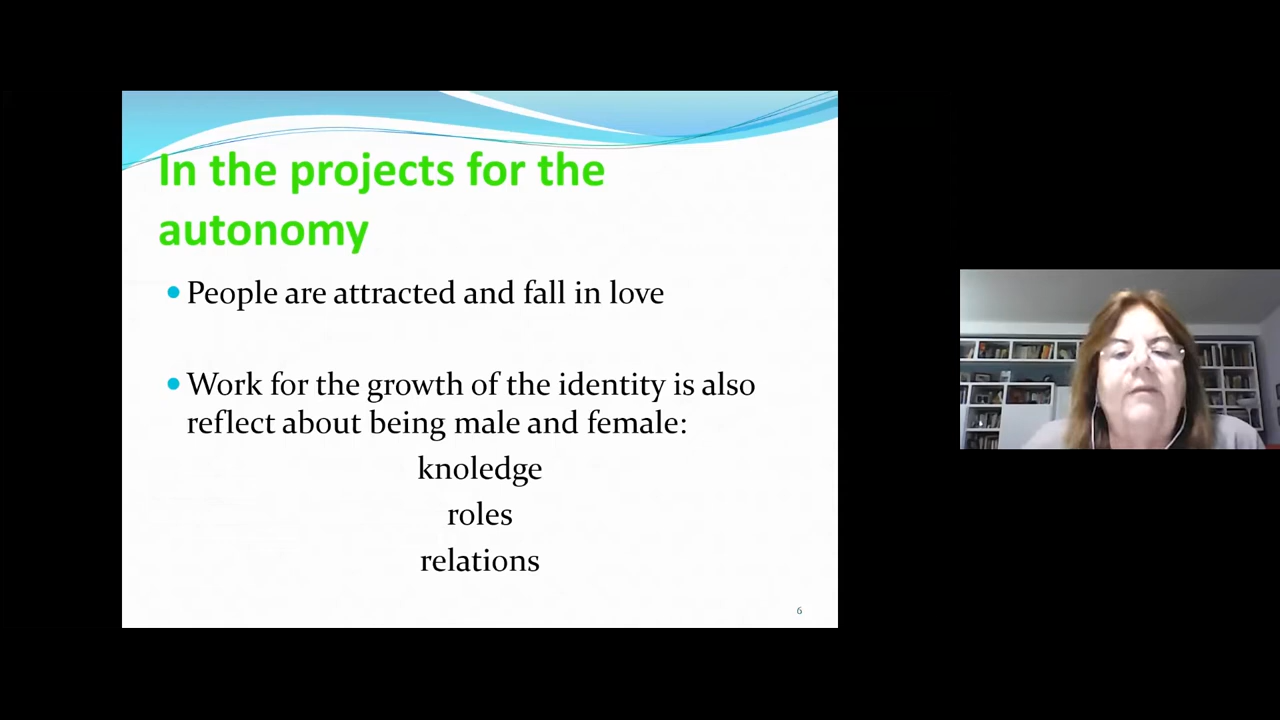 In the projects for the
autonomy
People are attracted and fall in love
Work for the growth of the identity is also
reflect about being male and female:
knoledge
roles
relations
6